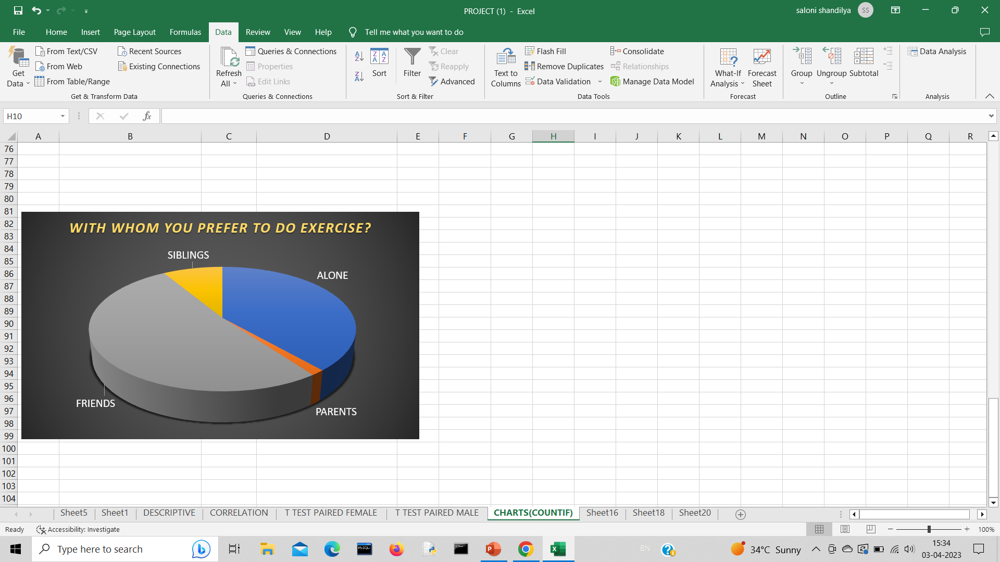 PROJECT (1) - Excel
saloni shandilya SS
File Home Insert Page Layout Formulas Data Review View Help Tell me what you want to do
Get Data
From Text/CSV
From Web
From Table/Range
Recent Sources
Existing Connections
Get & Transform Data
Refresh All
Queries & Connections
Properties
Edit Links
Queries & Connections
Sort
Filter
Clear
Reapply
Advanced
Sort & Filter
Text to Columns
Flash Fill
Remove Duplicates
Data Validation
Consolidate
Relationships
Manage Data Model
Data Tools
What-If Analysis
Forecast Sheet
Forecast
Group
Ungroup
Subtotal
Outline
Data Analysis
Analysis
H10
fx
A B C D E F G H I J K L M N O P Q R
76
77
78
79
80
81
82
83
84
85
86
87
88
89
90
91
92
93
94
95
96
97
98
99
100
101
102
103
104
WITH WHOM YOU PREFER TO DO EXERCISE?
SIBLINGS
ALONE
FRIENDS
PARENTS
Sheet5 Sheet1 DESCRIPTIVE CORRELATION T TEST PAIRED FEMALE T TEST PAIRED MALE CHARTS(COUNTIF) Sheet16 Sheet18 Sheet20
Ready Accessibility: Investigate 100%
Type here to search
EN
34°C Sunny
15:34
03-04-2023